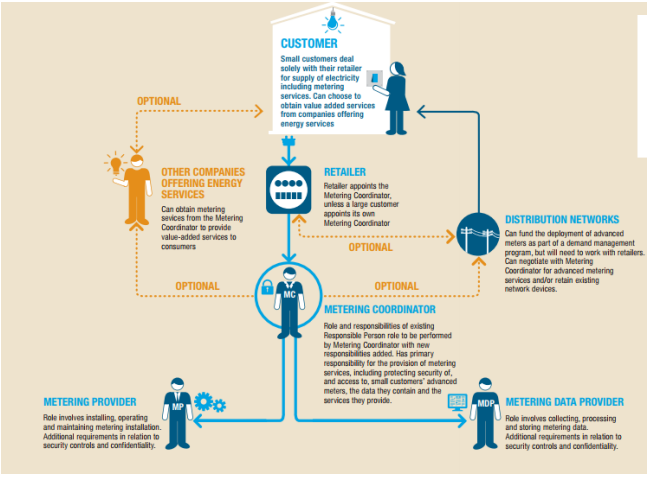 CUSTOMER
Small customers deal
solely with their retailer
for supply of electricity
including metering
services. Can choose to
obtain value added services
from companies offering
energy services
OPTIONAL
OTHER COMPANIES
OFFERING ENERGY
SERVICES
Can obtain metering
services from the Metering
Coordinator to provide
value-added services to
consumers
RETAILER
Retailer appoints the
Metering Coordinator,
unless a large customer
appoints its own
Metering Coordinator
OPTIONAL
DISTRIBUTION NETWORKS
Can fund the deployment of advanced
meters as part of a demand management
program, but will need to work with retailers.
Can negotiate with Metering
Coordinator for advanced metering
services and/or retain existing
network devices.
OPTIONAL
MC
OPTIONAL
METERING COORDINATOR
Role and responsibilities of existing
Responsible Person role to be performed
by Metering Coordinator with new
responsibilities added. Has primary
responsibility for the provision of metering
services, including protecting security of,
and access to, small customers' advanced
meters, the data they contain and the
services they provide.
METERING PROVIDER
Role involves installing, operating
and maintaining metering installation.
Additional requirements in relation to
security controls and confidentiality.
MP
MDP
METERING DATA PROVIDER
Role involves collecting, processing
and storing metering data.
Additional requirements in relation to
security controls and confidentiality.